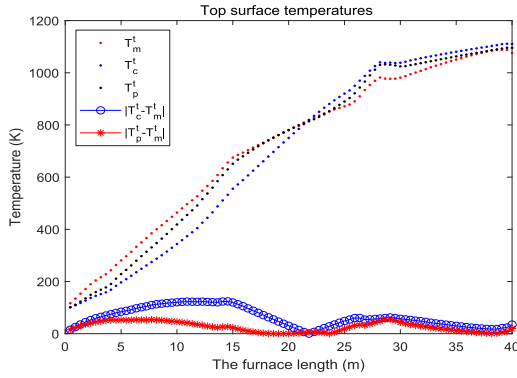 Top surface temperatures
1200
1000
800
600
400
200
0
Temperature (K)
T_m^t
T_c^t
T_p^t
|T_c^t-T_m^t|
|T_p^t-T_m^t|
0 5 10 15 20 25 30 35 40
The furnace length (m)